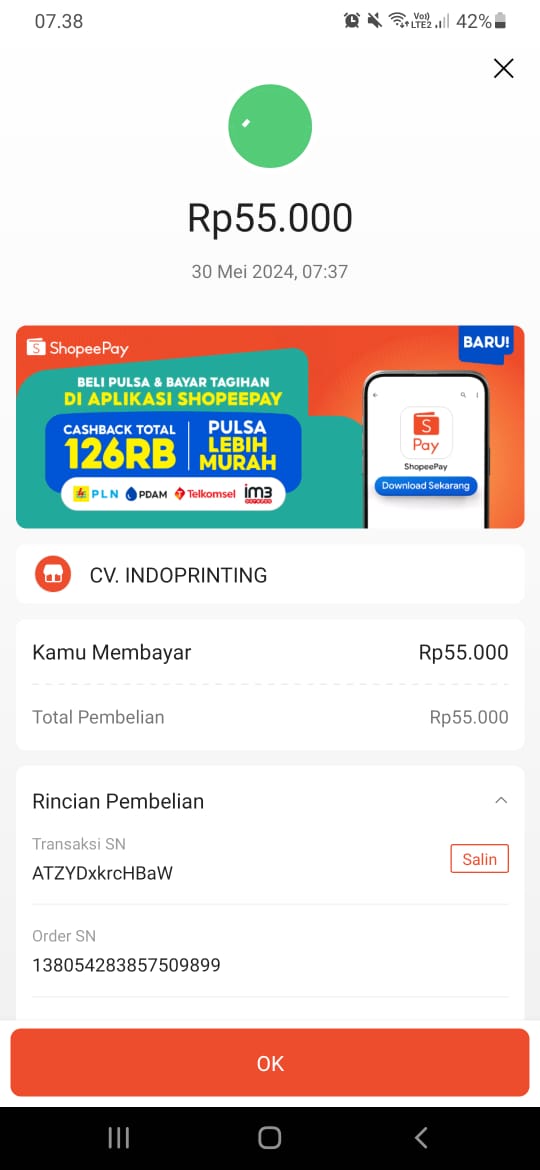 07.38
Vo))
LTE2
42%
Rp55.000
30 Mei 2024, 07:37
S ShopeePay
BARU!
BELI PULSA & BAYAR TAGIHAN
DI APLIKASI SHOPEEPAY
CASHBACK TOTAL
126RB
PULSA
LEBIH
MURAH
PLN
PDAM
Telkomsel
im3
S
Pay
ShopeePay
Download Sekarang
CV. INDOPRINTING
Kamu Membayar Rp55.000
Total Pembelian Rp55.000
Rincian Pembelian
Transaksi SN
ATZYDxkrcHBaW
Salin
Order SN
138054283857509899
OK